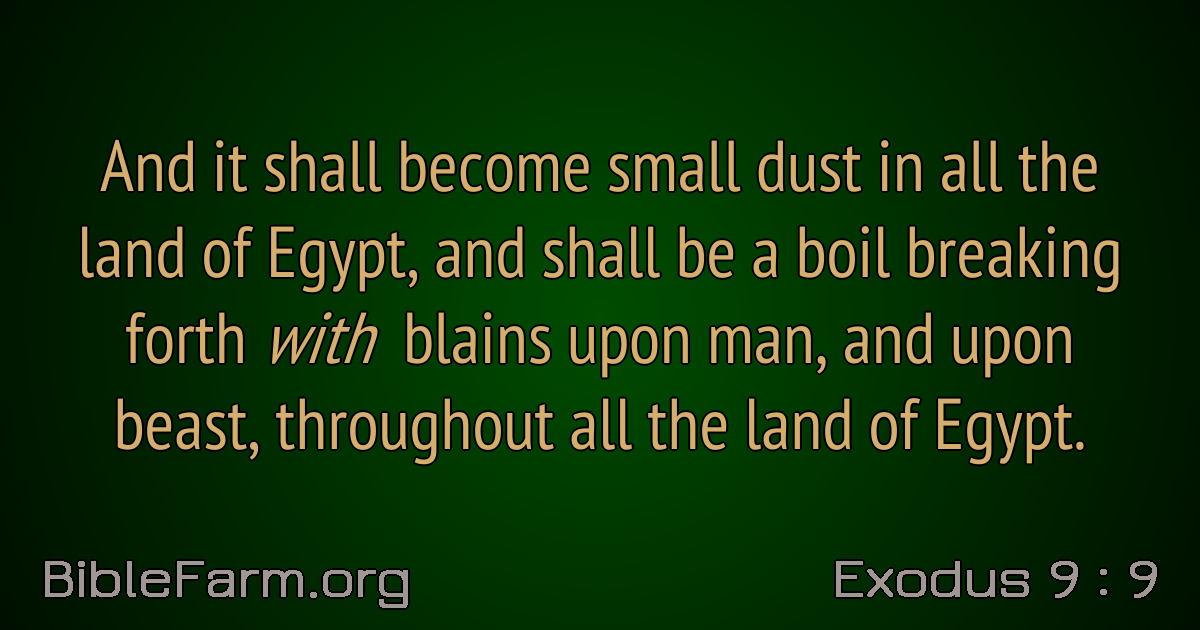 And it shall become small dust in all the
land of Egypt, and shall be a boil breaking
forth with blains upon man, and upon
beast, throughout all the land of Egypt.
BibleFarm.org
Exodus 9 : 9